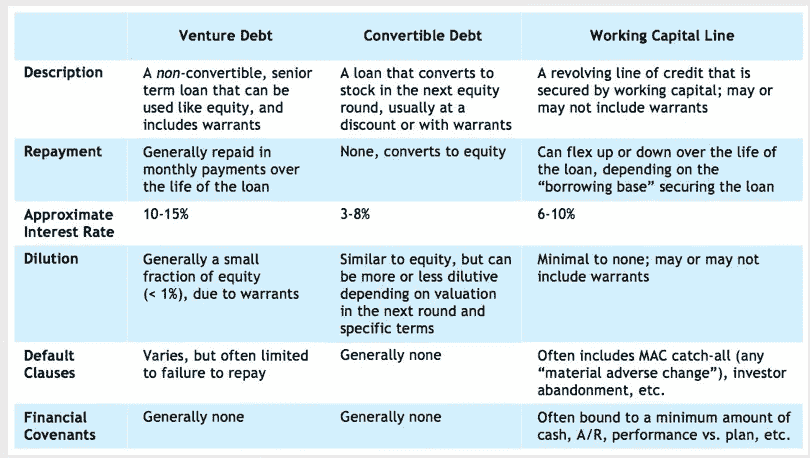 Venture Debt Convertible Debt Working Capital Line
Description
A non-convertible, senior
term loan that can be
used like equity, and
includes warrants
A loan that converts to
stock in the next equity
round, usually at a
discount or with warrants
A revolving line of credit that is
secured by working capital; may or
may not include warrants
Repayment
Generally repaid in
monthly payments over
the life of the loan
None, converts to equity
Can flex up or down over the life of
the loan, depending on the
“borrowing base” securing the loan
Approximate
Interest Rate
10-15%
3-8%
6-10%
Dilution
Generally a small
fraction of equity
(< 1%), due to warrants
Similar to equity, but can
be more or less dilutive
depending on valuation
in the next round and
specific terms
Minimal to none; may or may not
include warrants
Default
Clauses
Varies, but often limited
to failure to repay
Generally none
Often includes MAC catch-all (any
“material adverse change”), investor
abandonment, etc.
Financial
Covenants
Generally none
Generally none
Often bound to a minimum amount of
cash, A/R, performance vs. plan, etc.